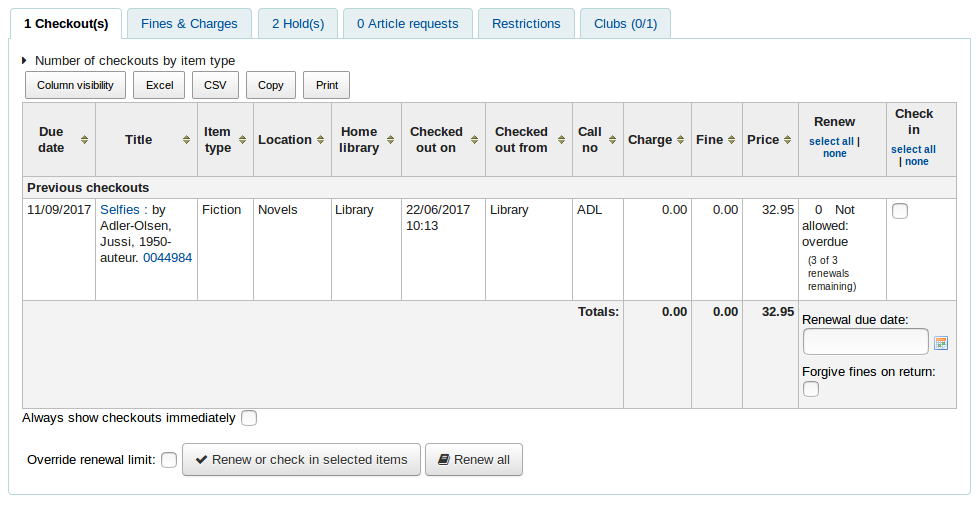 1 Checkout(s) Fines & Charges 2 Hold(s) 0 Article requests Restrictions Clubs (0/1)
Number of checkouts by item type
Column visibility Excel CSV Copy Print
Due date Title Item type Location Home library Checked out on Checked out from Call no Charge Fine Price Renew select all | none Check in select all | none
Previous checkouts
11/09/2017 Selfies : by Adler-Olsen, Jussi, 1950- auteur. 0044984 Fiction Novels Library 22/06/2017 10:13 Library ADL 0.00 0.00 32.95 0 Not allowed: overdue (3 of 3 renewals remaining)
Totals: 0.00 0.00 32.95 Renewal due date:
Forgive fines on return:
Always show checkouts immediately
Override renewal limit: Renew or check in selected items Renew all